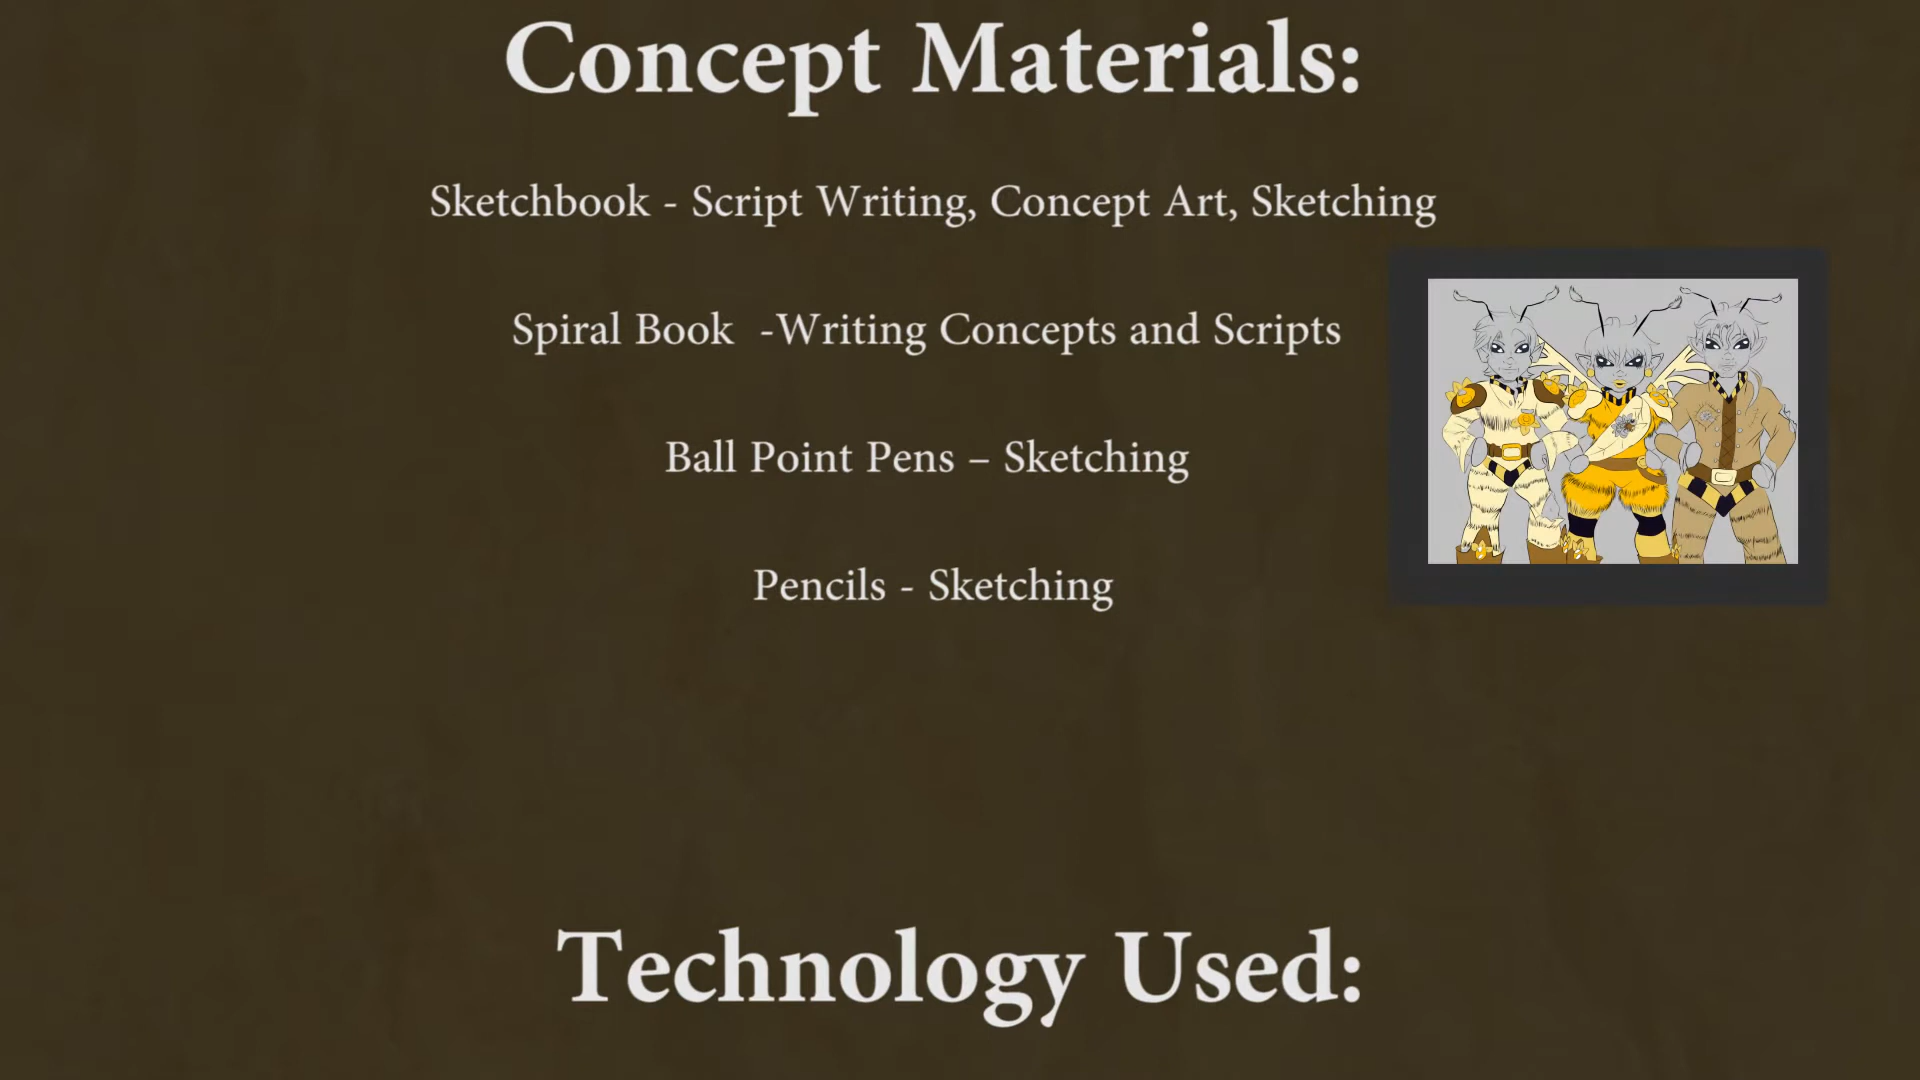 Concept Materials:
Sketchbook - Script Writing, Concept Art, Sketching
Spiral Book  -Writing Concepts and Scripts
Ball Point Pens – Sketching
Pencils - Sketching
Technology Used: